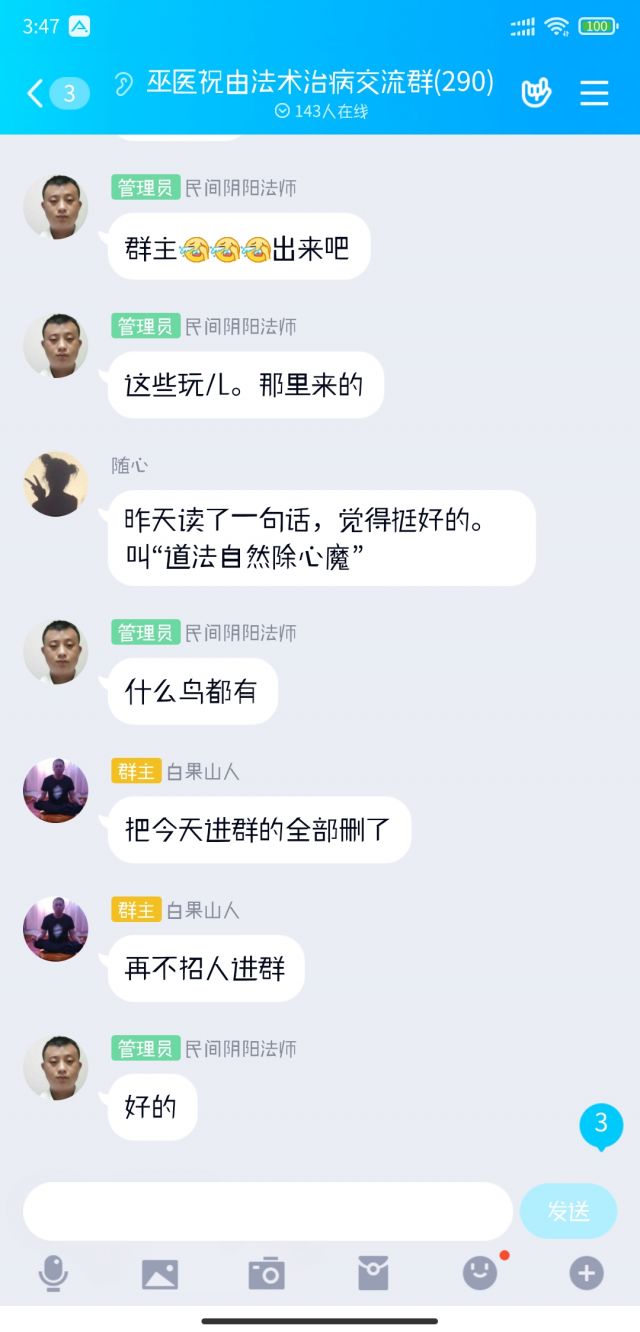 3:47
100
3
巫医祝由法术治病交流群(290)
143人在线
管理员 民间阴阳法师
群主😭😭😭出来吧
管理员 民间阴阳法师
这些玩儿。那里来的
随心
昨天读了一句话，觉得挺好的。
叫“道法自然除心魔”
管理员 民间阴阳法师
什么鸟都有
群主 白果山人
把今天进群的全部删了
群主 白果山人
再不招人进群
管理员 民间阴阳法师
好的
3
发送